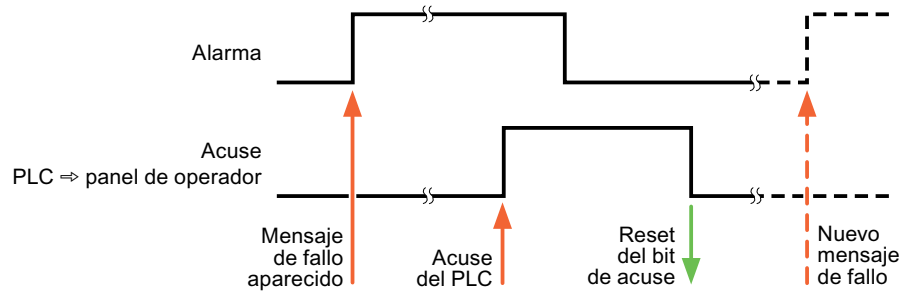 Alarma
Acuse
PLC ⇨ panel de operador
Mensaje
de fallo
aparecido
Acuse
del PLC
Reset
del bit
de acuse
Nuevo
mensaje
de fallo